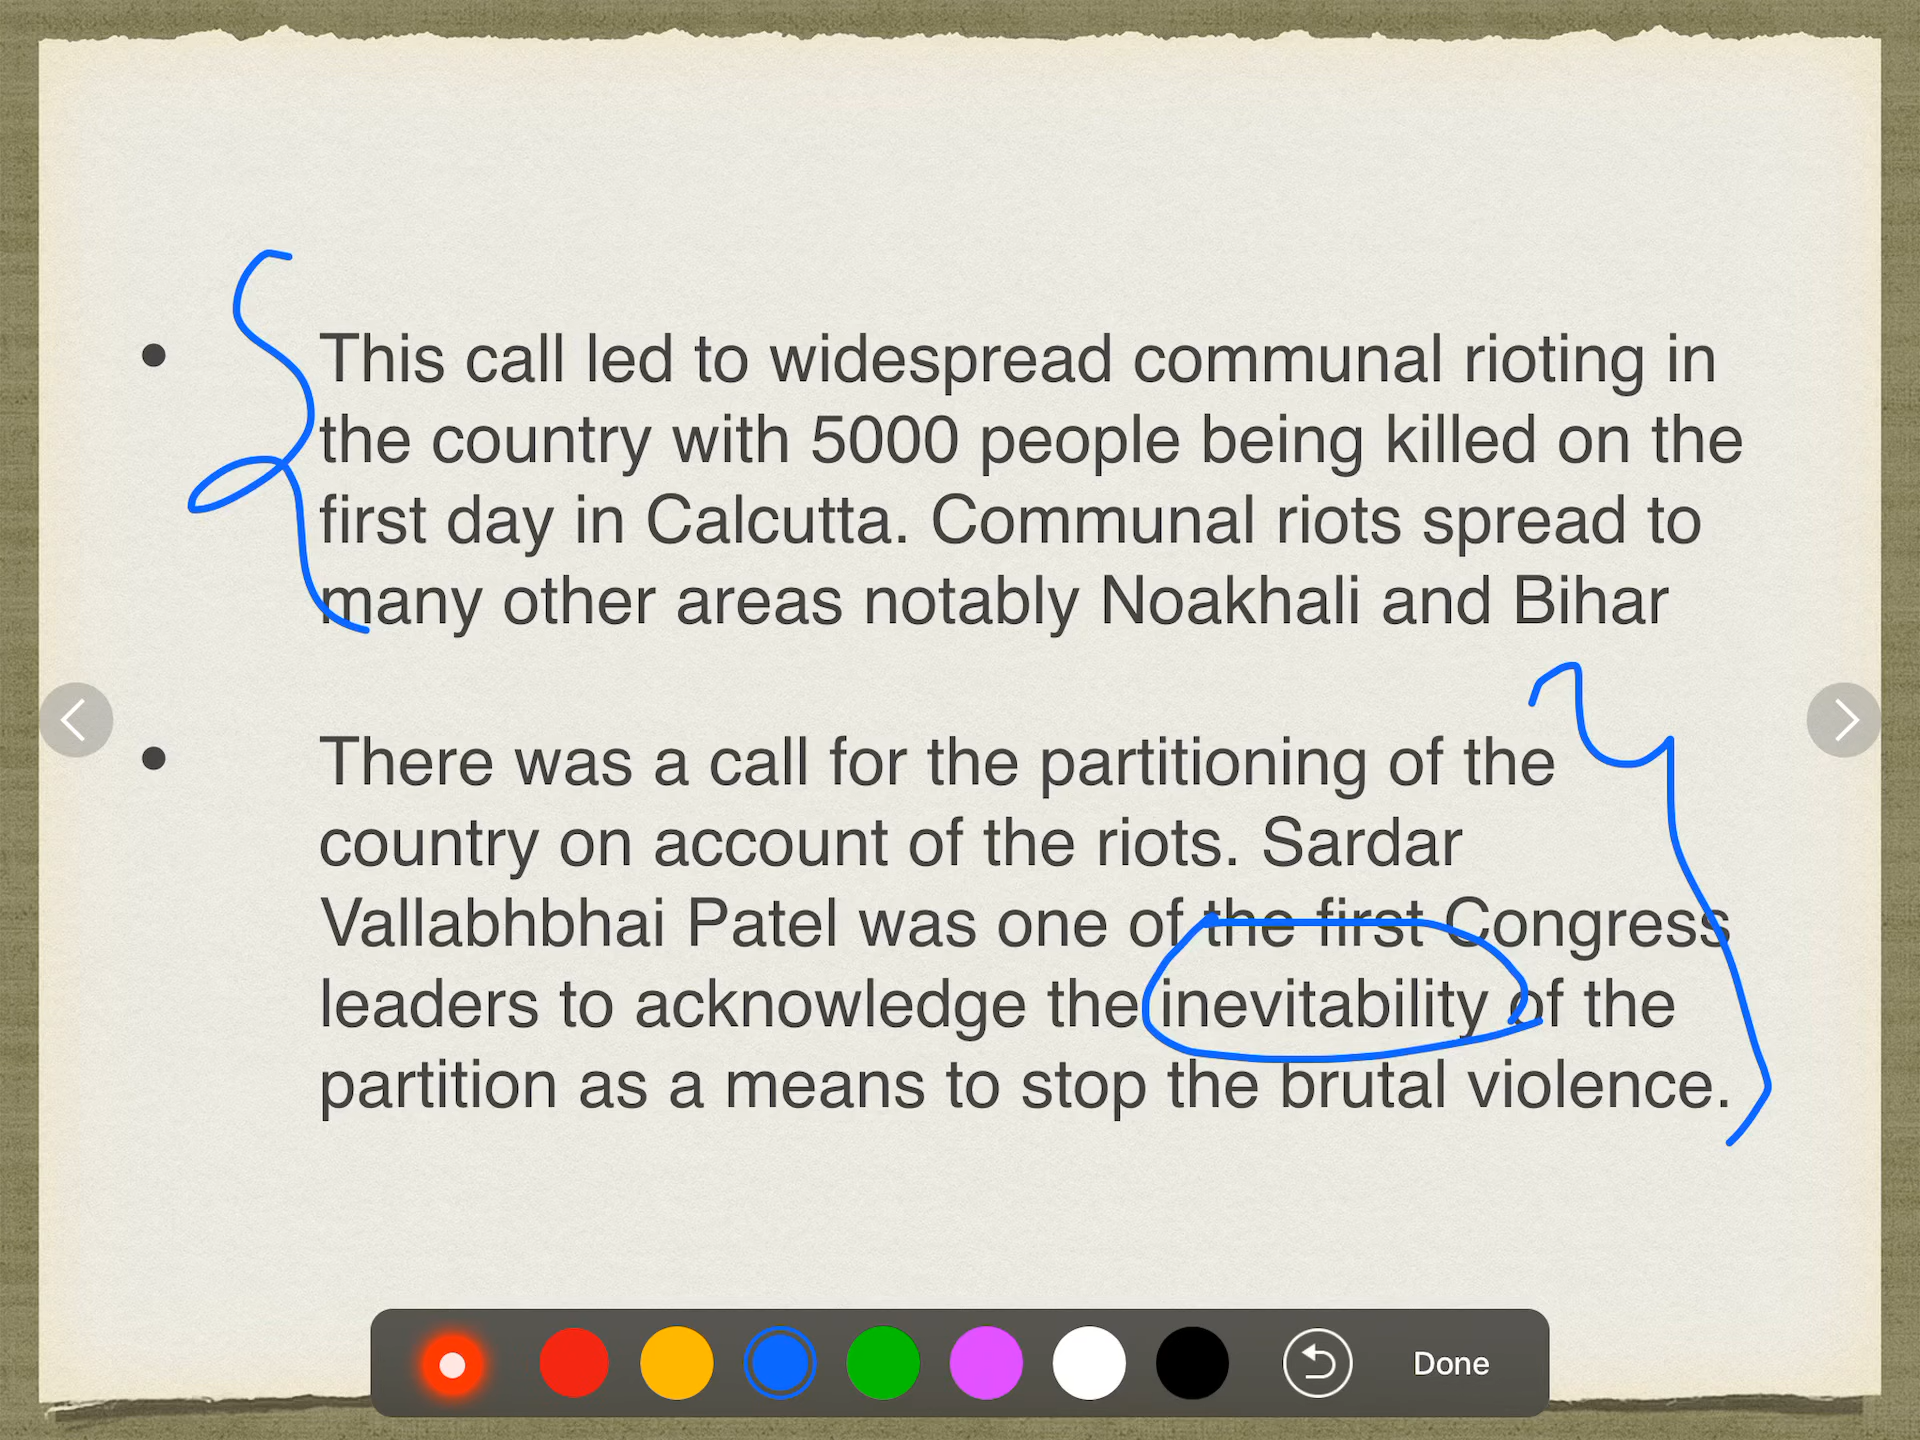 • This call led to widespread communal rioting in
the country with 5000 people being killed on the
first day in Calcutta. Communal riots spread to
many other areas notably Noakhali and Bihar
• There was a call for the partitioning of the
country on account of the riots. Sardar
Vallabhbhai Patel was one of the first Congress
leaders to acknowledge the inevitability of the
partition as a means to stop the brutal violence.
Done